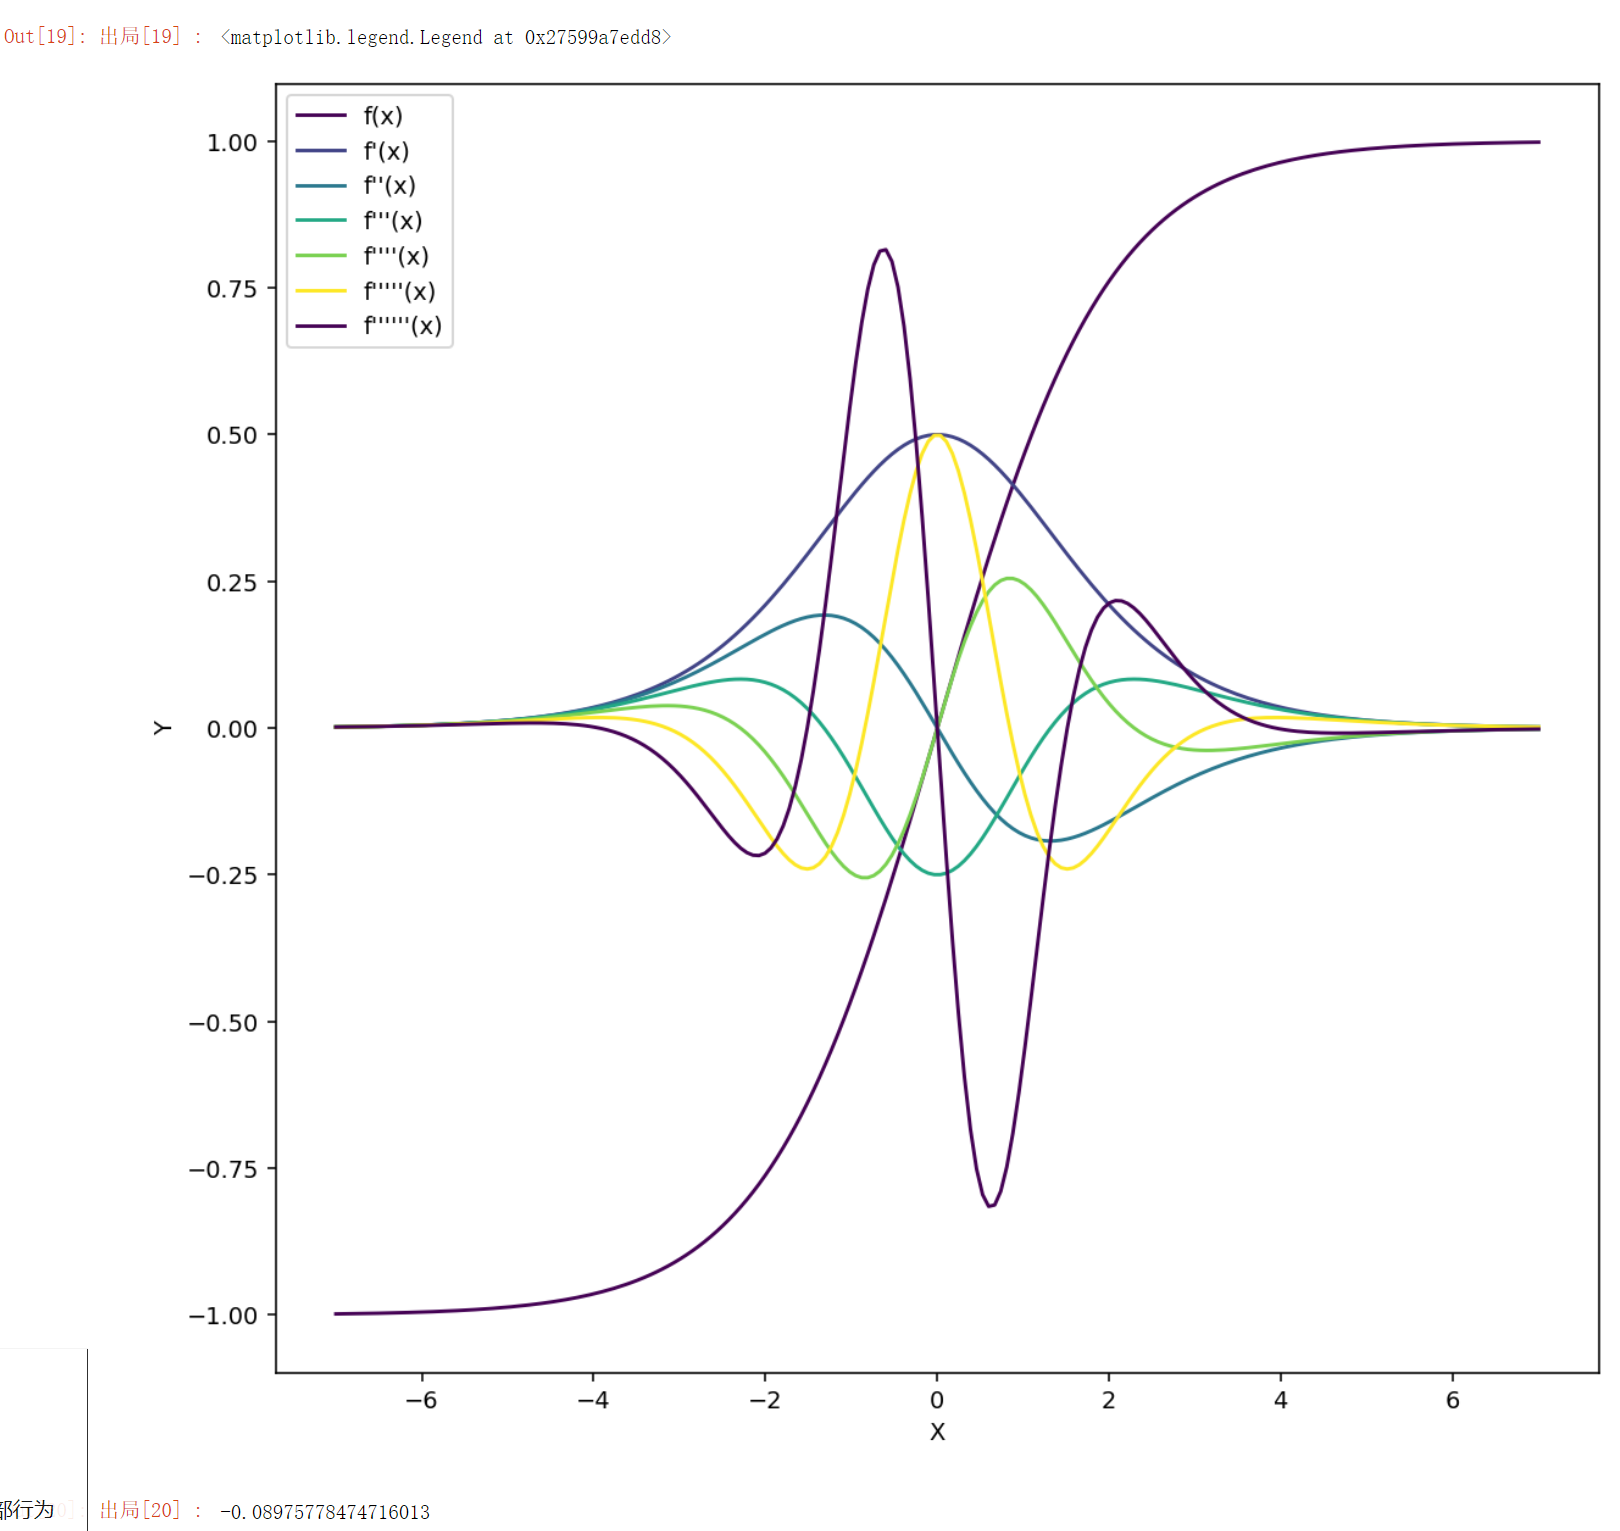 Out[19]: 出局[19] : <matplotlib.legend.Legend at 0x27599a7edd8>
f(x)
f'(x)
f''(x)
f'''(x)
f''''(x)
f'''''(x)
f''''''(x)
1.00
0.75
0.50
0.25
0.00
−0.25
−0.50
−0.75
−1.00
Y
−6 −4 −2 0 2 4 6
X
部行为 0]: 出局[20] : -0.08975778474716013